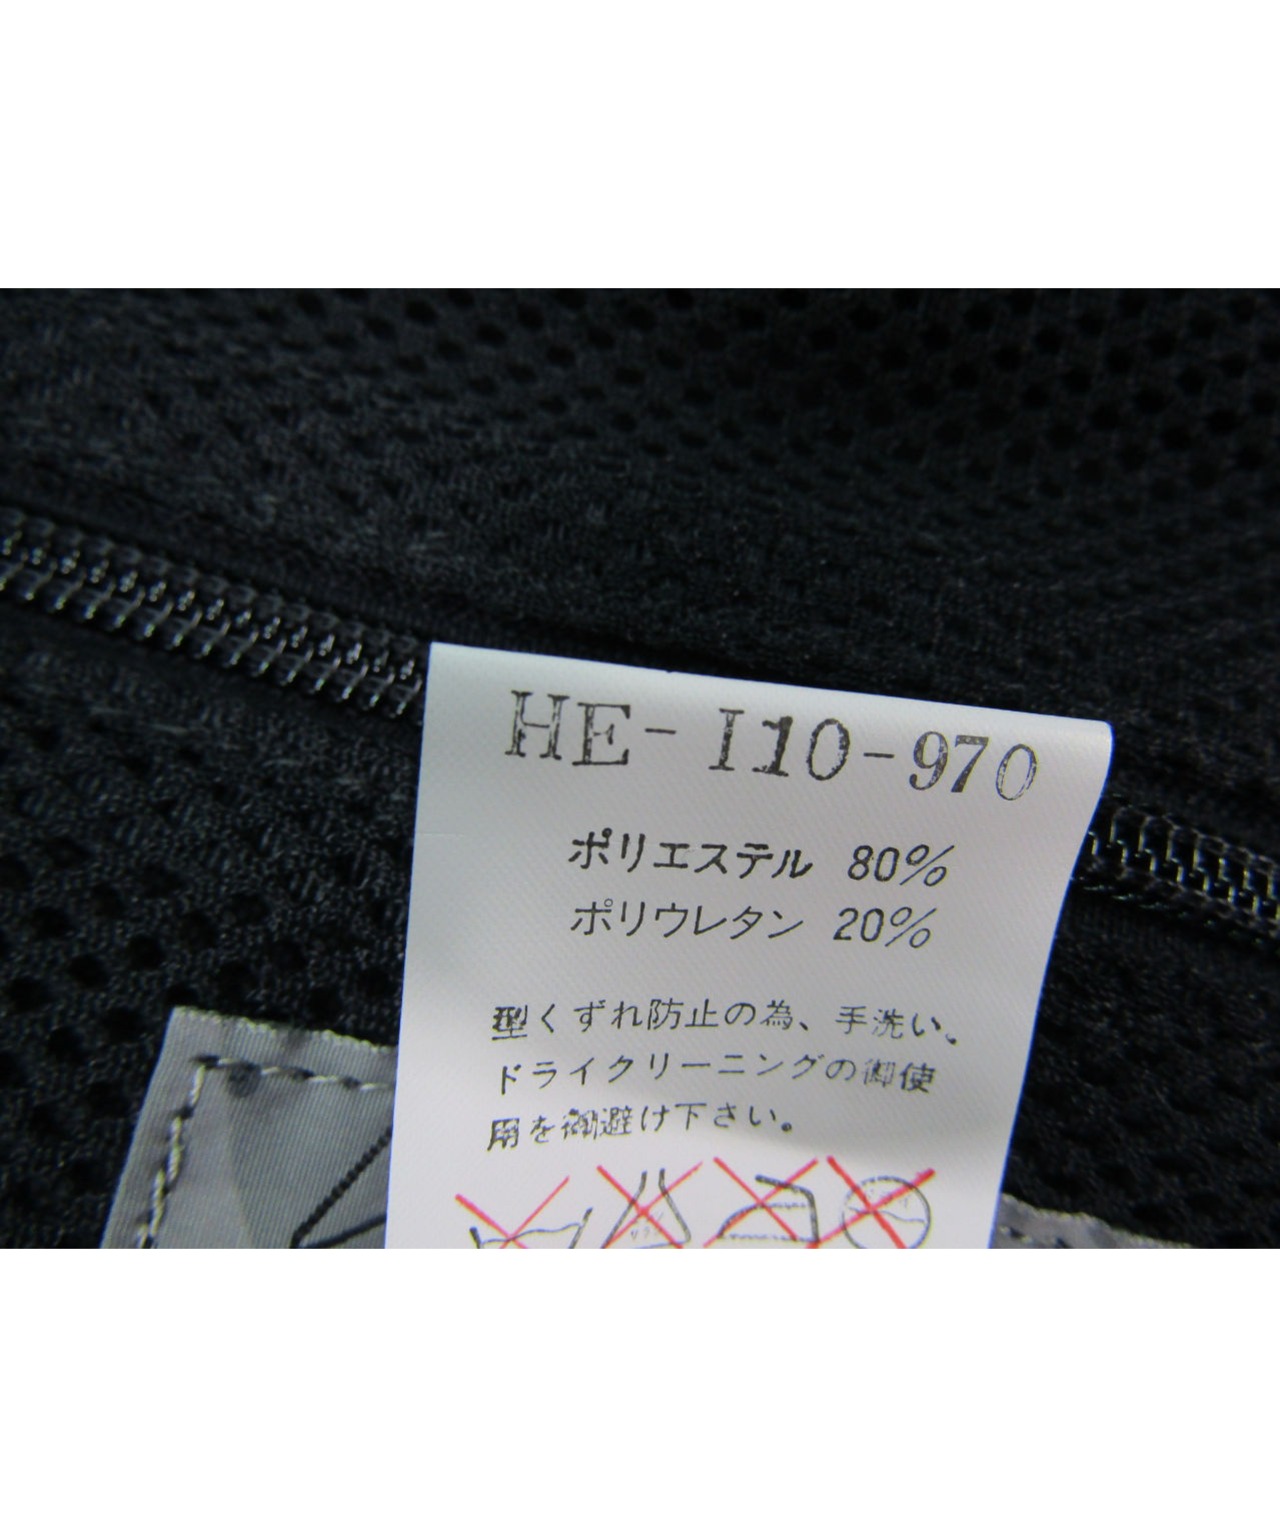 HE-I10-970
ポリエステル 80%
ポリウレタン 20%
型くずれ防止の為、手洗い。
ドライクリーニングの御使
用を御避け下さい。